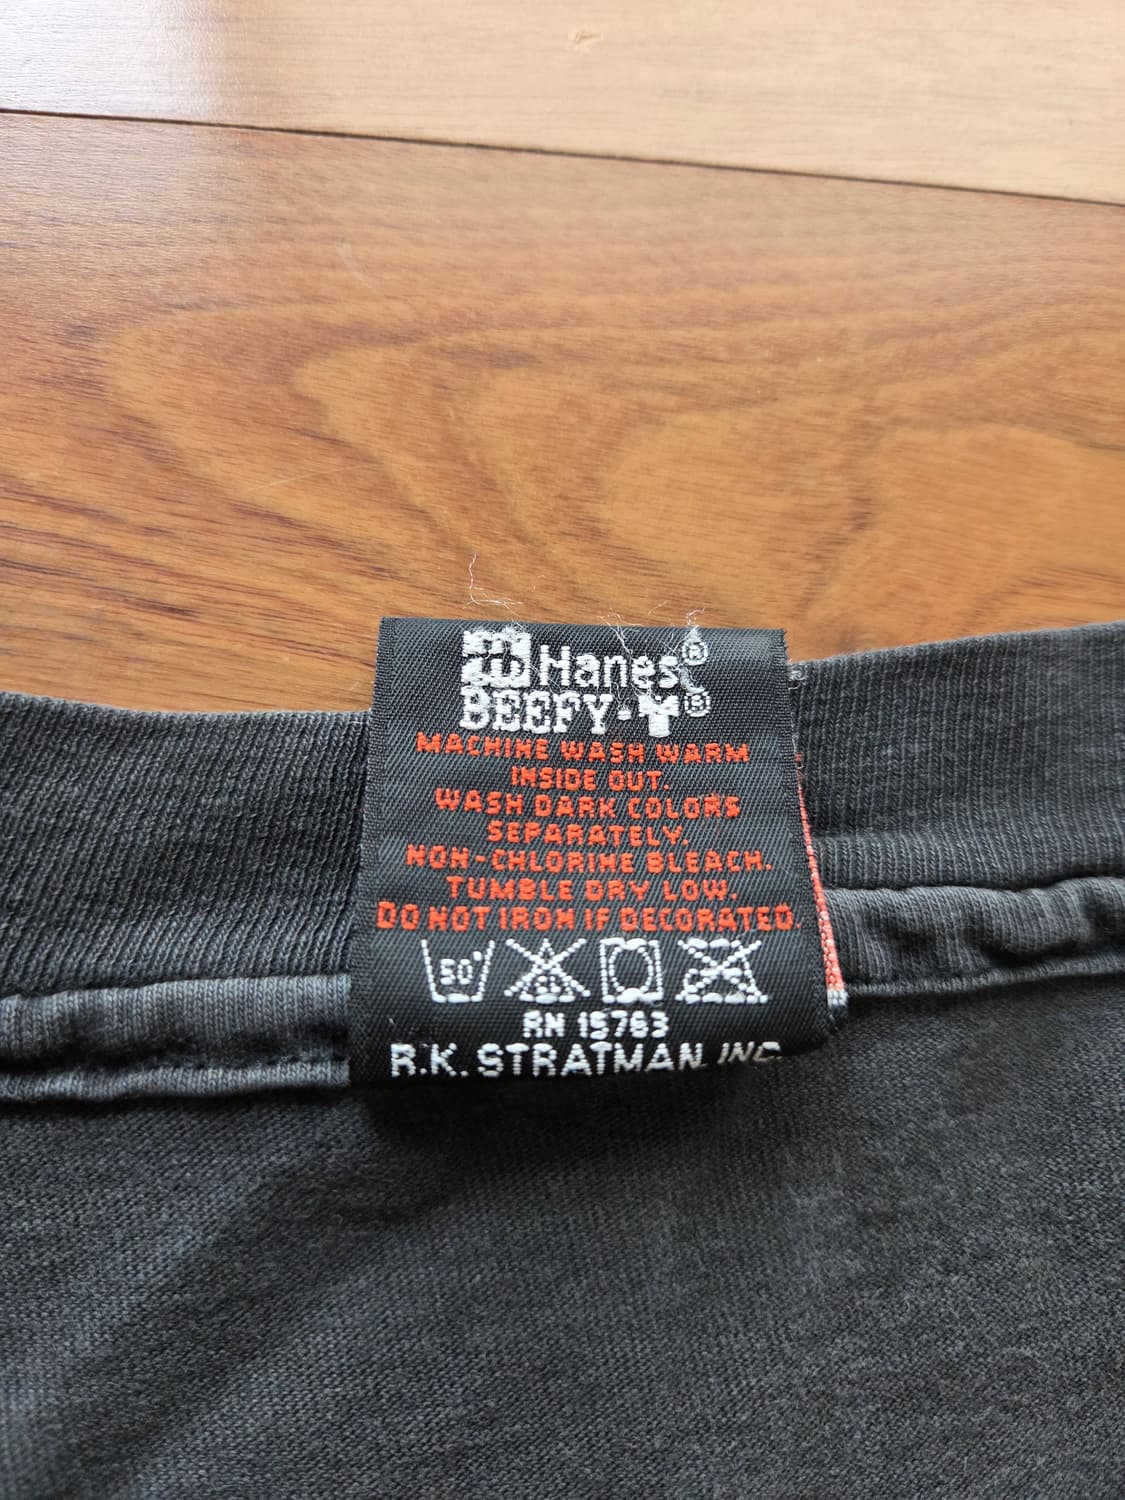 Hanes®
BEEFY-T®
MACHINE WASH WARM
INSIDE OUT.
WASH DARK COLORS
SEPARATELY.
NON-CHLORINE BLEACH.
TUMBLE DRY LOW.
DO NOT IRON IF DECORATED.
50°
RN 15763
R.K. STRATMAN, INC.